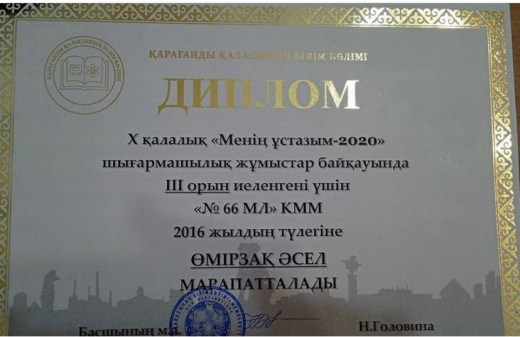 ҚАРАҒАНДЫ ҚАЛАСЫНЫҢ БІЛІМ БӨЛІМІ
ДИПЛОМ
X қалалық «Менің ұстазым-2020»
шығармашылық жұмыстар байқауында
III орын иеленгені үшін
«№ 66 МЛ» КММ
2016 жылдың түлегіне
ӨМІРЗАҚ ӘСЕЛ
МАРАПАТТАЛАДЫ
Басшының м.а. Н.Головина